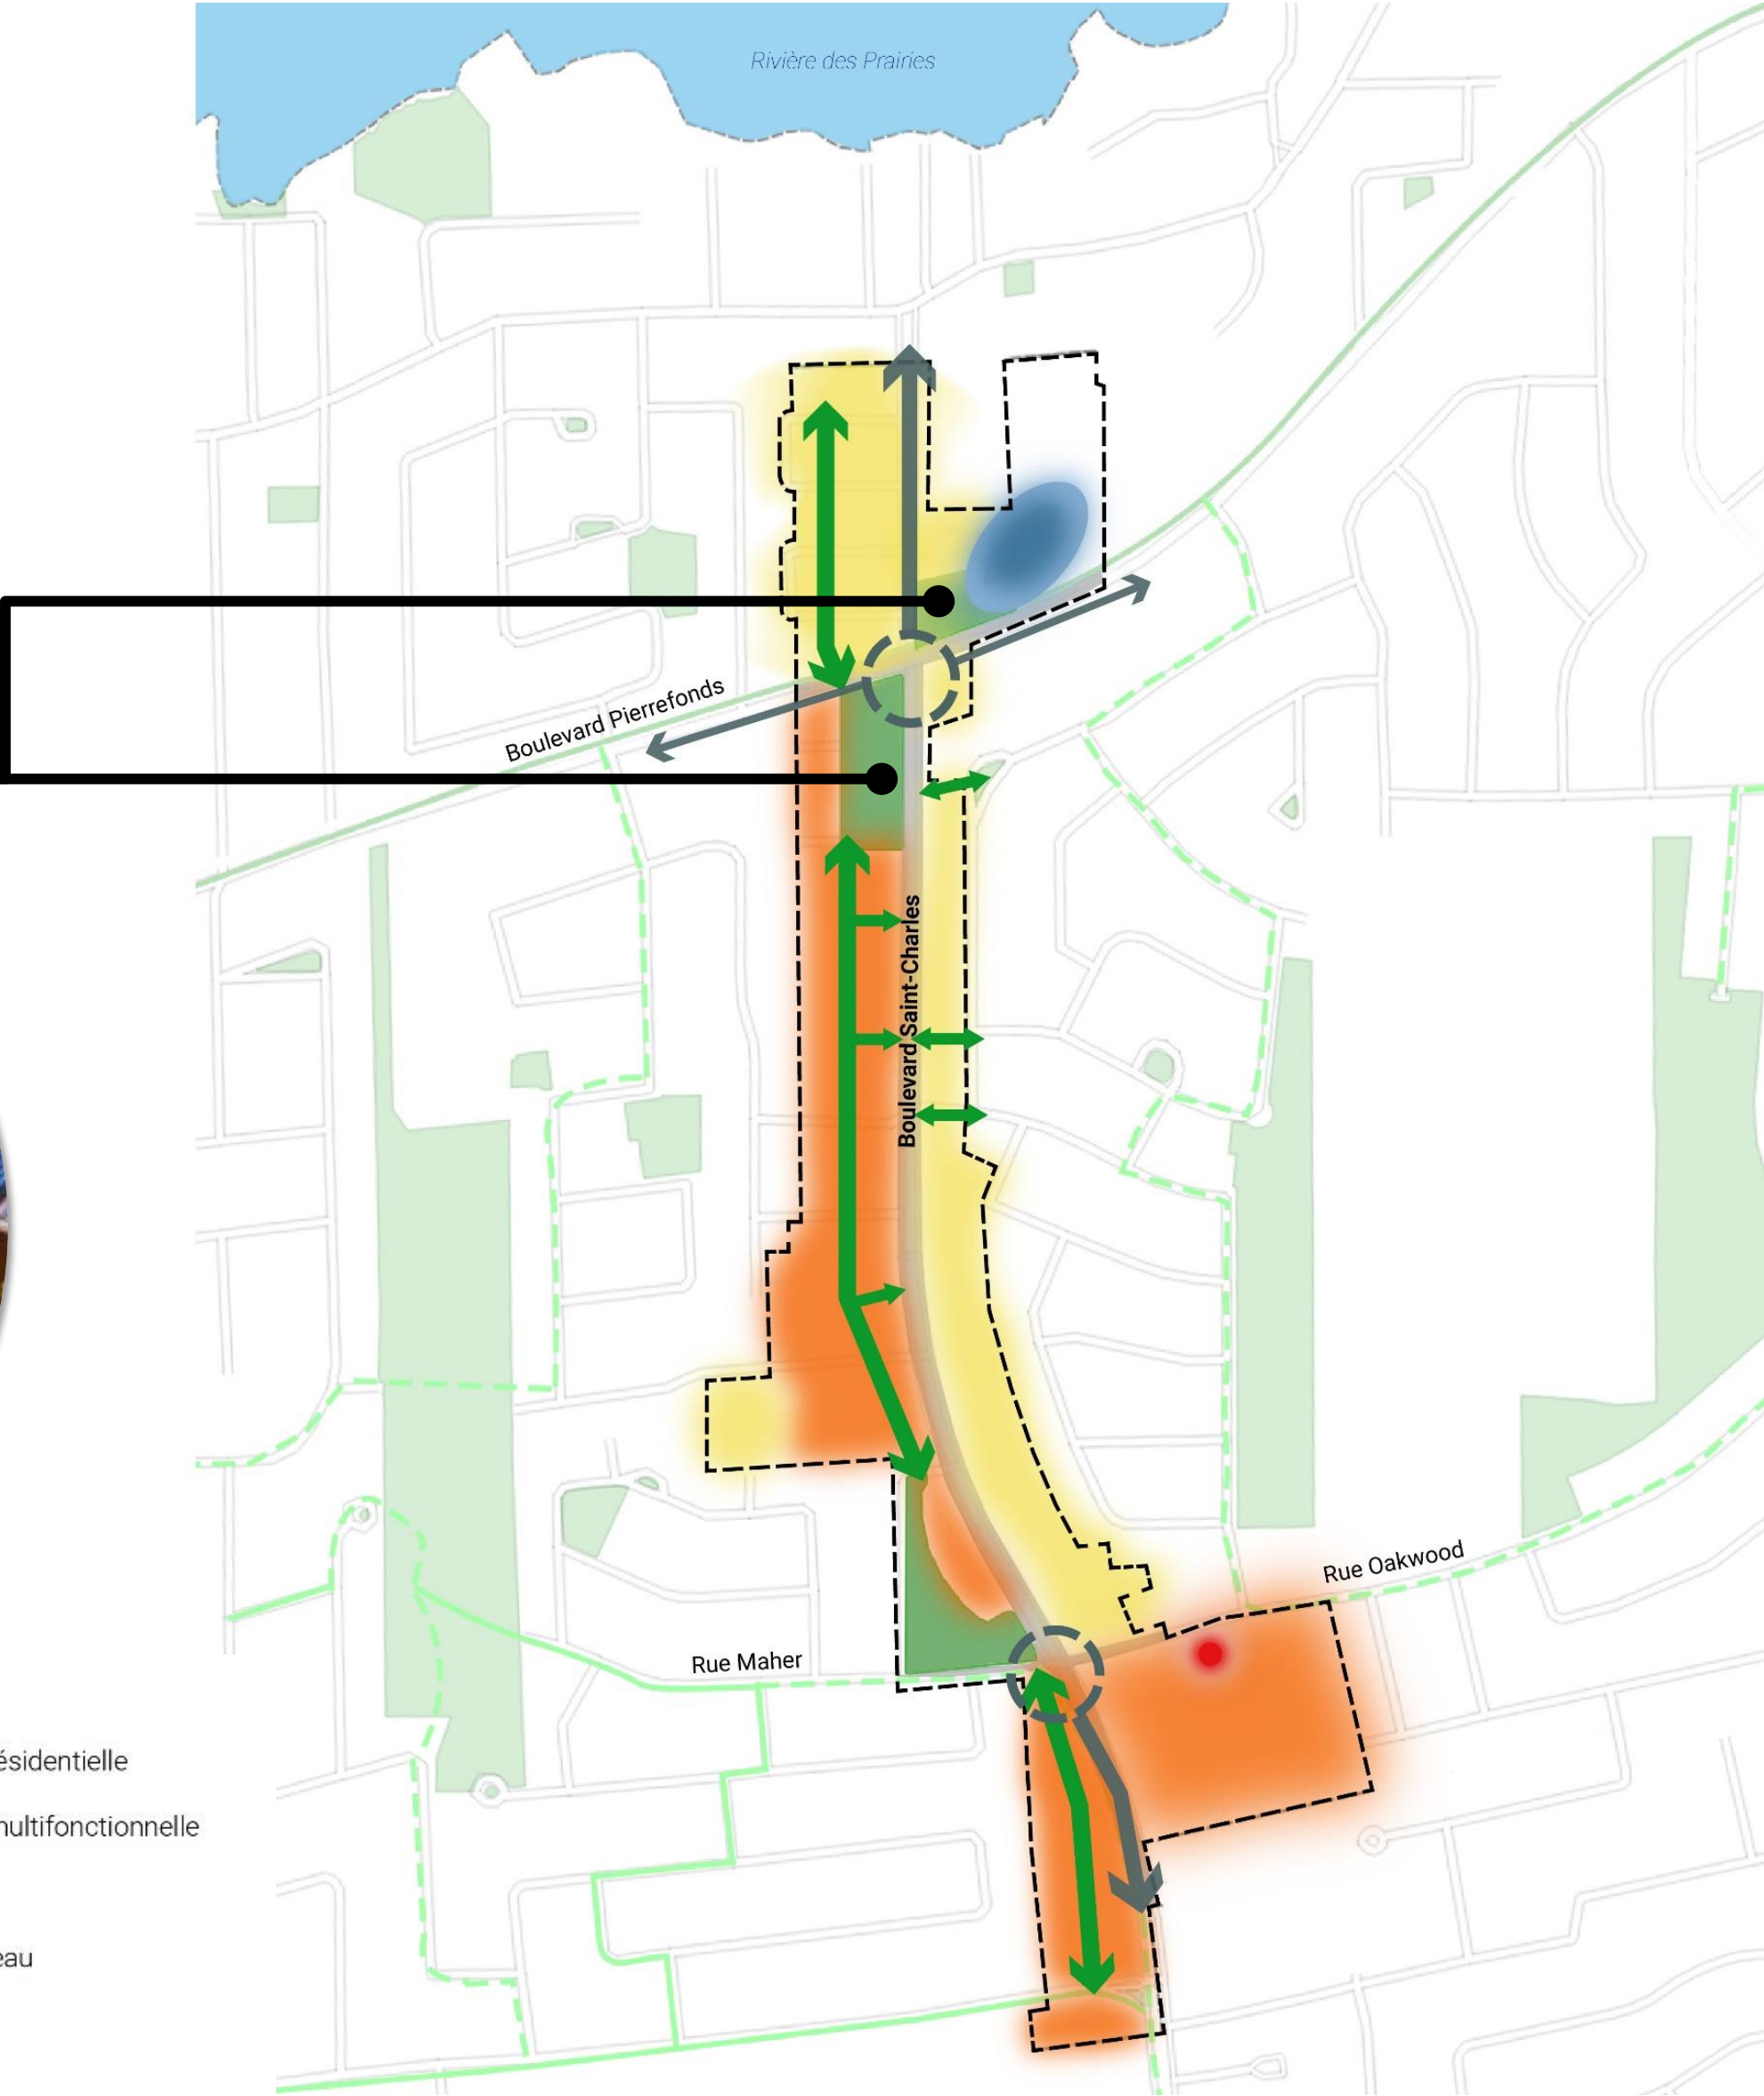 Rivière des Prairies
Boulevard Pierrefonds
Boulevard Saint-Charles
Rue Oakwood
Rue Maher
ésidentielle
nultifonctionnelle
eau